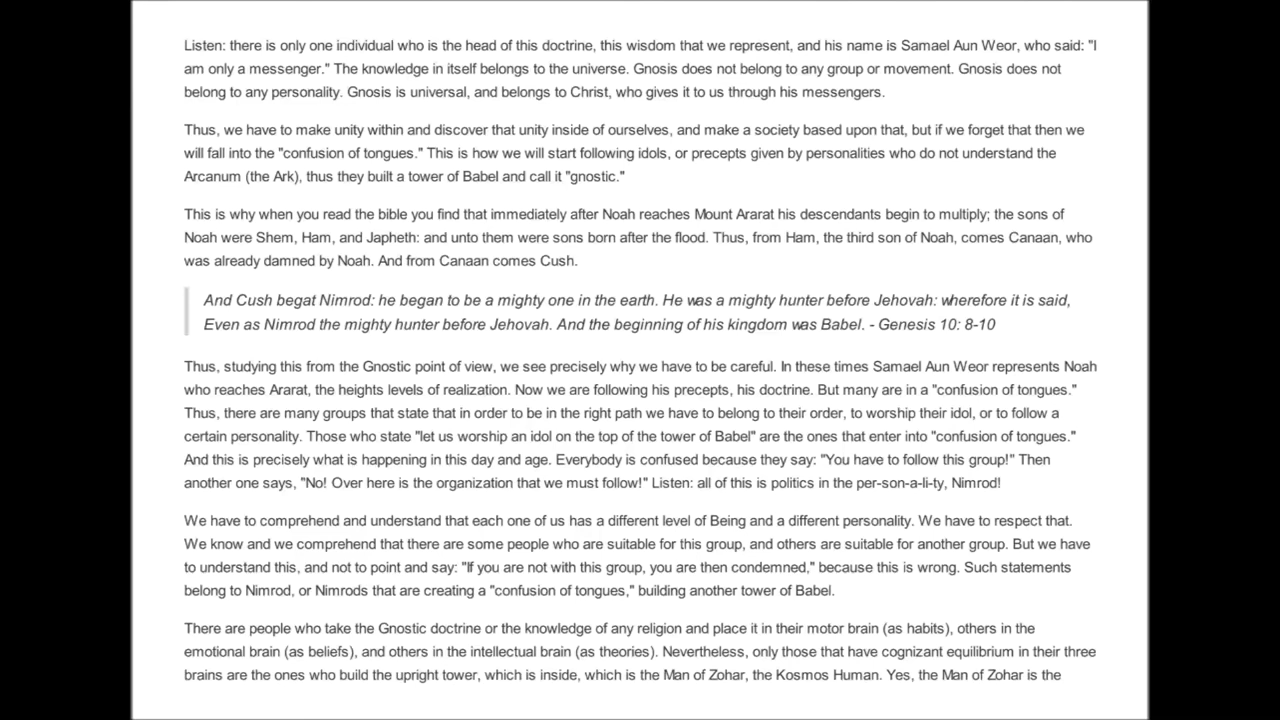 Listen: there is only one individual who is the head of this doctrine, this wisdom that we represent, and his name is Samael Aun Weor, who said: "I
am only a messenger." The knowledge in itself belongs to the universe. Gnosis does not belong to any group or movement. Gnosis does not
belong to any personality. Gnosis is universal, and belongs to Christ, who gives it to us through his messengers.
Thus, we have to make unity within and discover that unity inside of ourselves, and make a society based upon that, but if we forget that then we
will fall into the "confusion of tongues." This is how we will start following idols, or precepts given by personalities who do not understand the
Arcanum (the Ark), thus they built a tower of Babel and call it "gnostic."
This is why when you read the bible you find that immediately after Noah reaches Mount Ararat his descendants begin to multiply; the sons of
Noah were Shem, Ham, and Japheth: and unto them were sons born after the flood. Thus, from Ham, the third son of Noah, comes Canaan, who
was already damned by Noah. And from Canaan comes Cush.
And Cush begat Nimrod: he began to be a mighty one in the earth. He was a mighty hunter before Jehovah: wherefore it is said,
Even as Nimrod the mighty hunter before Jehovah. And the beginning of his kingdom was Babel. - Genesis 10: 8-10
Thus, studying this from the Gnostic point of view, we see precisely why we have to be careful. In these times Samael Aun Weor represents Noah
who reaches Ararat, the heights levels of realization. Now we are following his precepts, his doctrine. But many are in a "confusion of tongues."
Thus, there are many groups that state that in order to be in the right path we have to belong to their order, to worship their idol, or to follow a
certain personality. Those who state "let us worship an idol on the top of the tower of Babel" are the ones that enter into "confusion of tongues."
And this is precisely what is happening in this day and age. Everybody is confused because they say: "You have to follow this group!" Then
another one says, "No! Over here is the organization that we must follow!" Listen: all of this is politics in the per-son-a-li-ty, Nimrod!
We have to comprehend and understand that each one of us has a different level of Being and a different personality. We have to respect that.
We know and we comprehend that there are some people who are suitable for this group, and others are suitable for another group. But we have
to understand this, and not to point and say: "If you are not with this group, you are then condemned," because this is wrong. Such statements
belong to Nimrod, or Nimrods that are creating a "confusion of tongues," building another tower of Babel.
There are people who take the Gnostic doctrine or the knowledge of any religion and place it in their motor brain (as habits), others in the
emotional brain (as beliefs), and others in the intellectual brain (as theories). Nevertheless, only those that have cognizant equilibrium in their three
brains are the ones who build the upright tower, which is inside, which is the Man of Zohar, the Kosmos Human. Yes, the Man of Zohar is the